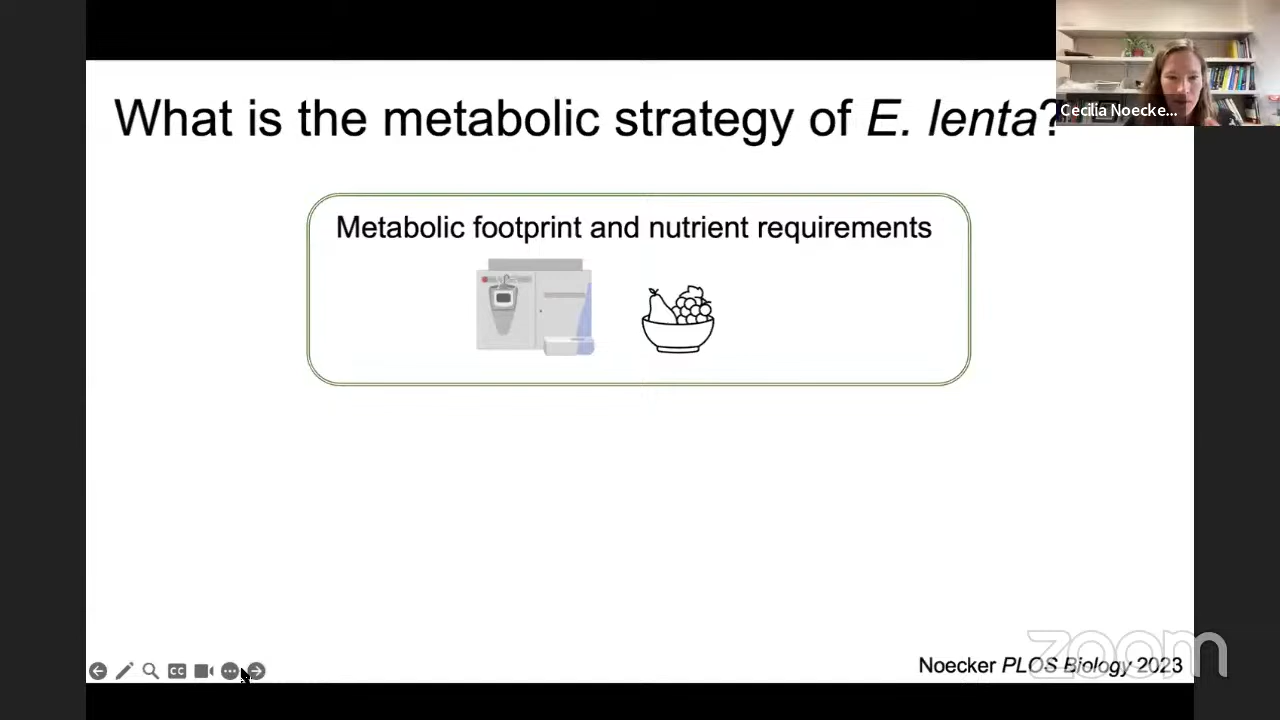 What is the metabolic strategy of E. lenta?
Cecilia Noecke...
Metabolic footprint and nutrient requirements
CC
Noecker PLOS Biology 2023
zoom